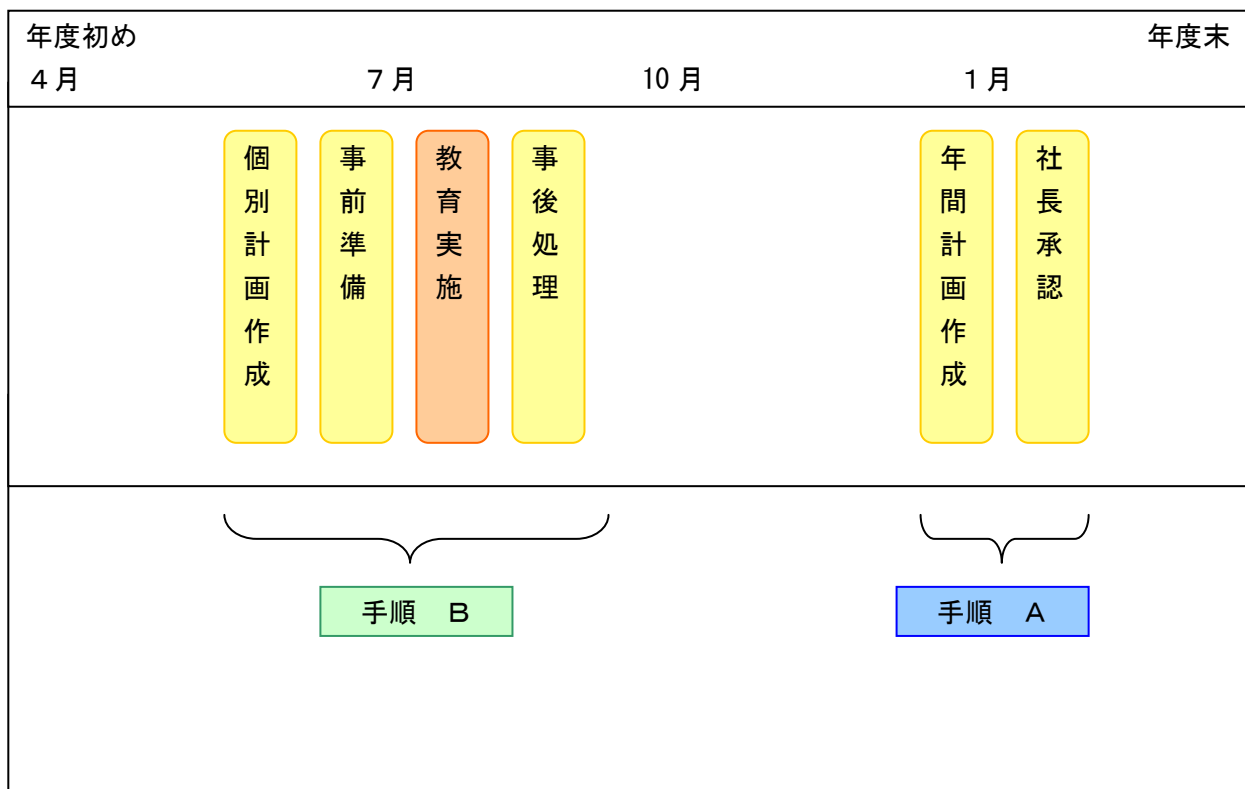 年度初め 年度末
４月 ７月 10 月 １月
個別計画作成
事前準備
教育実施
事後処理
年間計画作成
社長承認
手順 Ｂ
手順 Ａ